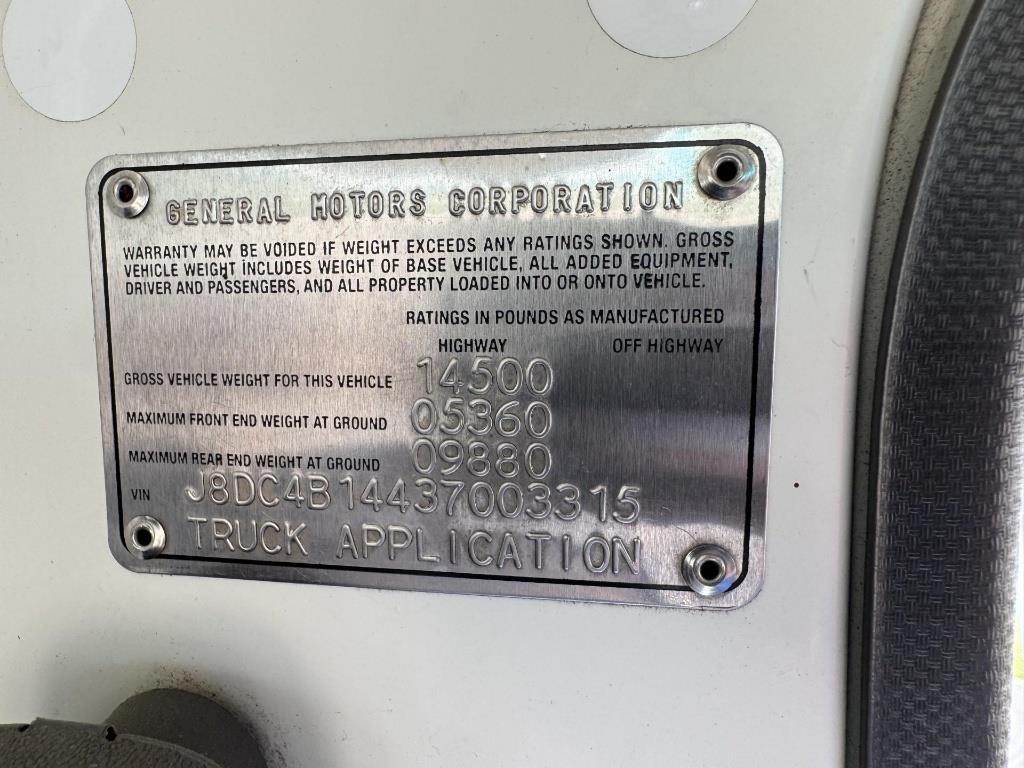 GENERAL MOTORS CORPORATION
WARRANTY MAY BE VOIDED IF WEIGHT EXCEEDS ANY RATINGS SHOWN. GROSS
VEHICLE WEIGHT INCLUDES WEIGHT OF BASE VEHICLE, ALL ADDED EQUIPMENT,
DRIVER AND PASSENGERS, AND ALL PROPERTY LOADED INTO OR ONTO VEHICLE.
RATINGS IN POUNDS AS MANUFACTURED
HIGHWAY OFF HIGHWAY
GROSS VEHICLE WEIGHT FOR THIS VEHICLE 14500
MAXIMUM FRONT END WEIGHT AT GROUND 05360
MAXIMUM REAR END WEIGHT AT GROUND 09880
VIN J8DC4B14437003315
TRUCK APPLICATION